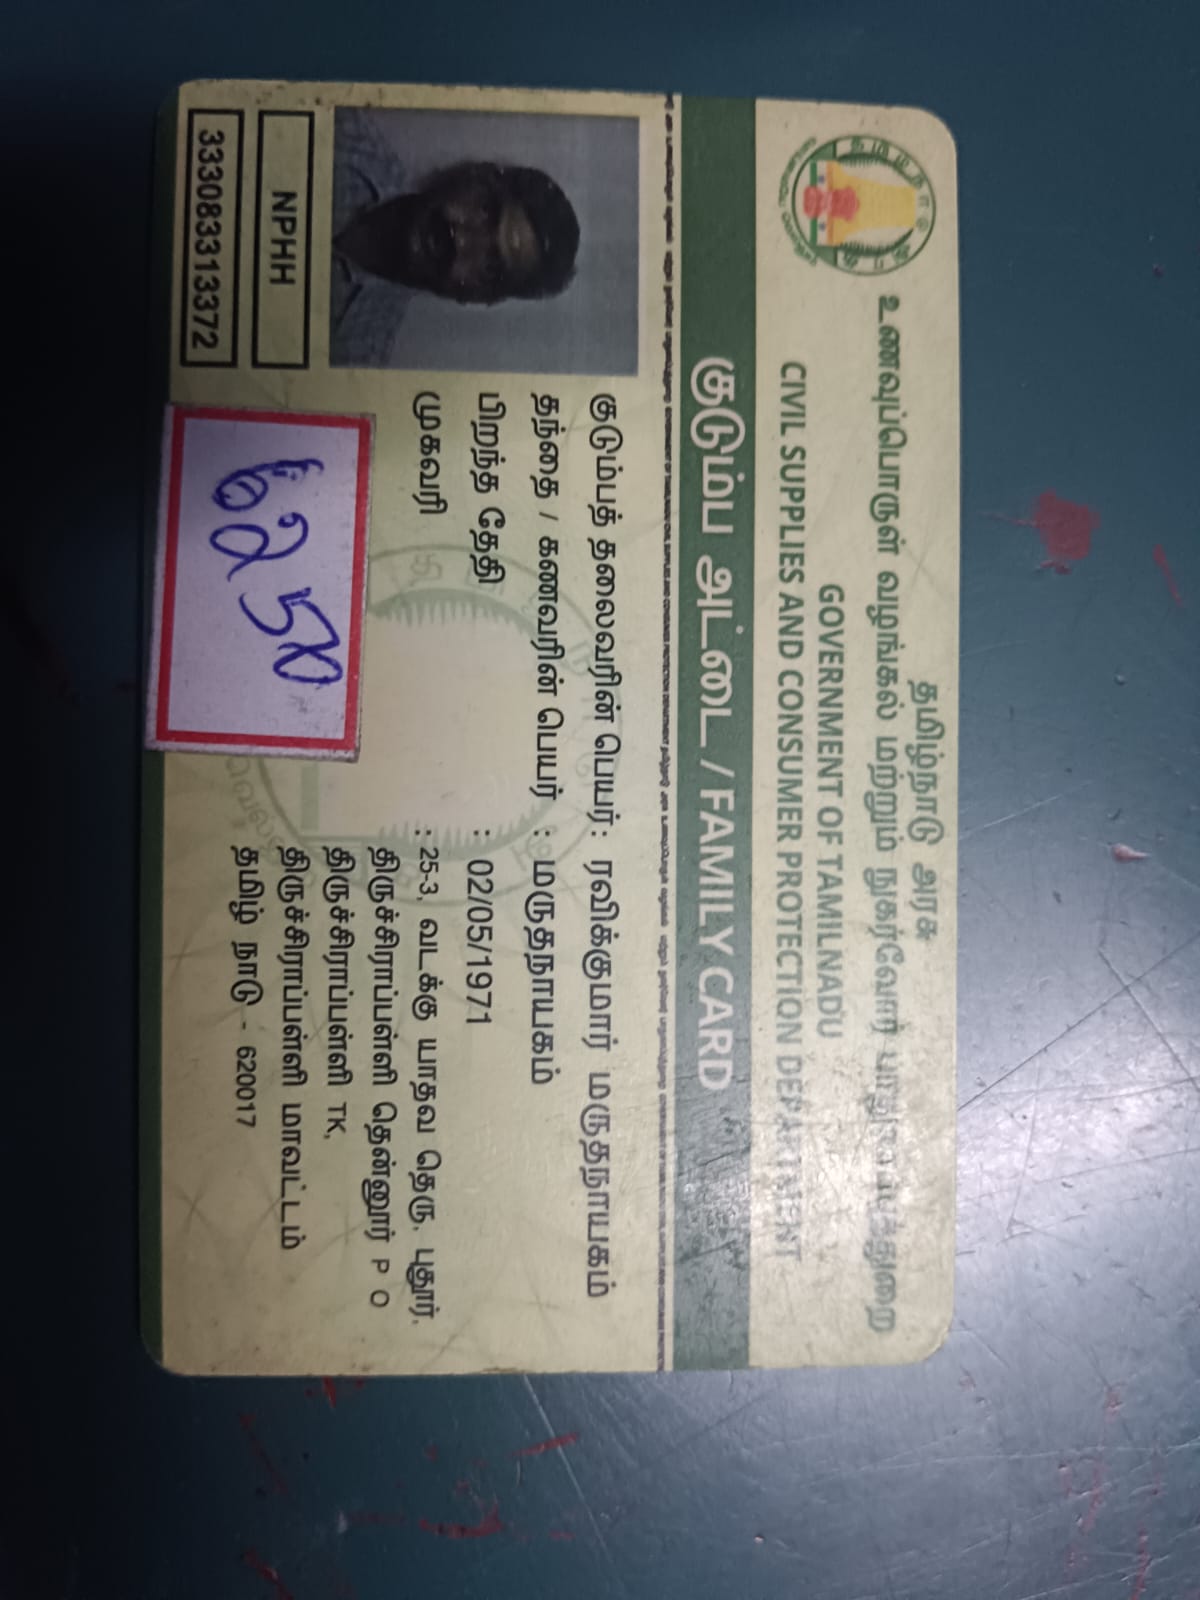 தமிழ்நாடு அரசு
உணவுப்பொருள் வழங்கல் மற்றும் நுகர்வோர் பாதுகாப்புத்துறை
GOVERNMENT OF TAMILNADU
CIVIL SUPPLIES AND CONSUMER PROTECTION DEPARTMENT
குடும்ப அட்டை / FAMILY CARD
குடும்பத் தலைவரின் பெயர் : ரவிக்குமார் மருதநாயகம்
தந்தை / கணவரின் பெயர் : மருதநாயகம்
பிறந்த தேதி : 02/05/1971
முகவரி : 25-3, வடக்கு யாதவ தெரு, புதூர்,
திருச்சிராப்பள்ளி தென்னூர் P O
திருச்சிராப்பள்ளி TK,
திருச்சிராப்பள்ளி மாவட்டம்
தமிழ் நாடு - 620017
NPHH
333083313372